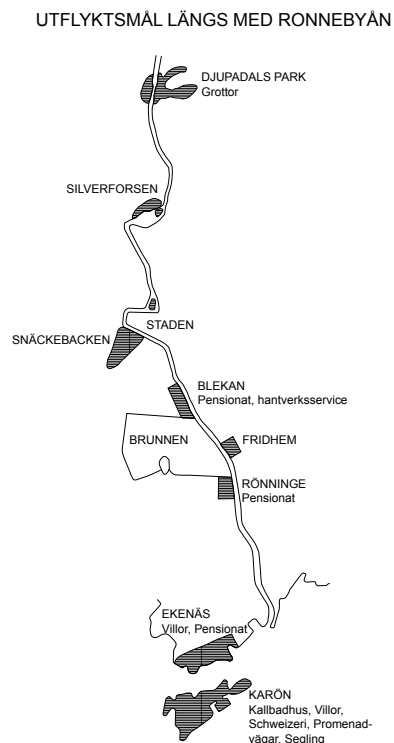 UTFLYKTSMÅL LÄNGS MED RONNEBYÅN
DJUPADALS PARK
Grottor
SILVERFORSEN
STADEN
SNÄCKEBACKEN
BLEKAN
Pensionat, hantverksservice
BRUNNEN
FRIDHEM
RÖNNINGE
Pensionat
EKENÄS
Villor, Pensionat
KARÖN
Kallbadhus, Villor,
Schweizeri, Promenad-
vägar, Segling